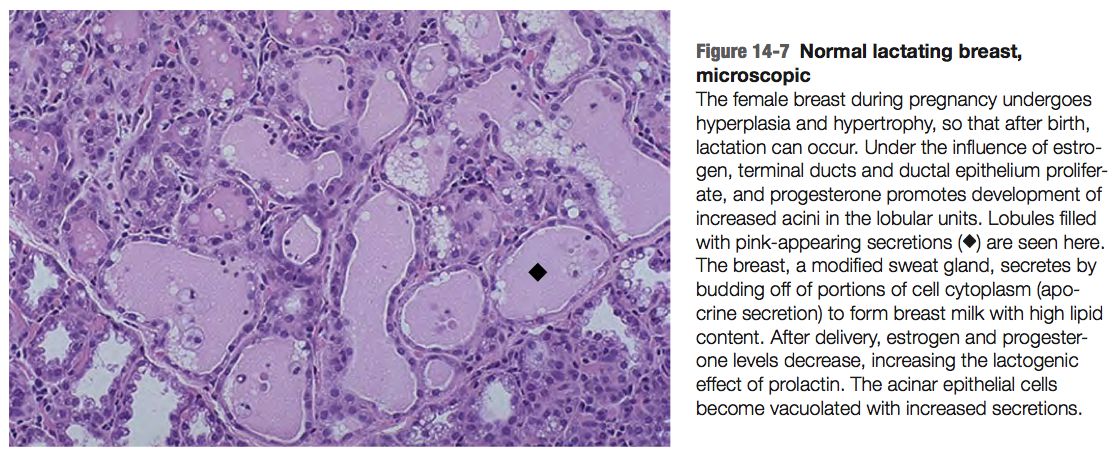 Figure 14-7 Normal lactating breast,
microscopic
The female breast during pregnancy undergoes
hyperplasia and hypertrophy, so that after birth,
lactation can occur. Under the influence of estro-
gen, terminal ducts and ductal epithelium prolifer-
ate, and progesterone promotes development of
increased acini in the lobular units. Lobules filled
with pink-appearing secretions (◆) are seen here.
The breast, a modified sweat gland, secretes by
budding off of portions of cell cytoplasm (apo-
crine secretion) to form breast milk with high lipid
content. After delivery, estrogen and progester-
one levels decrease, increasing the lactogenic
effect of prolactin. The acinar epithelial cells
become vacuolated with increased secretions.